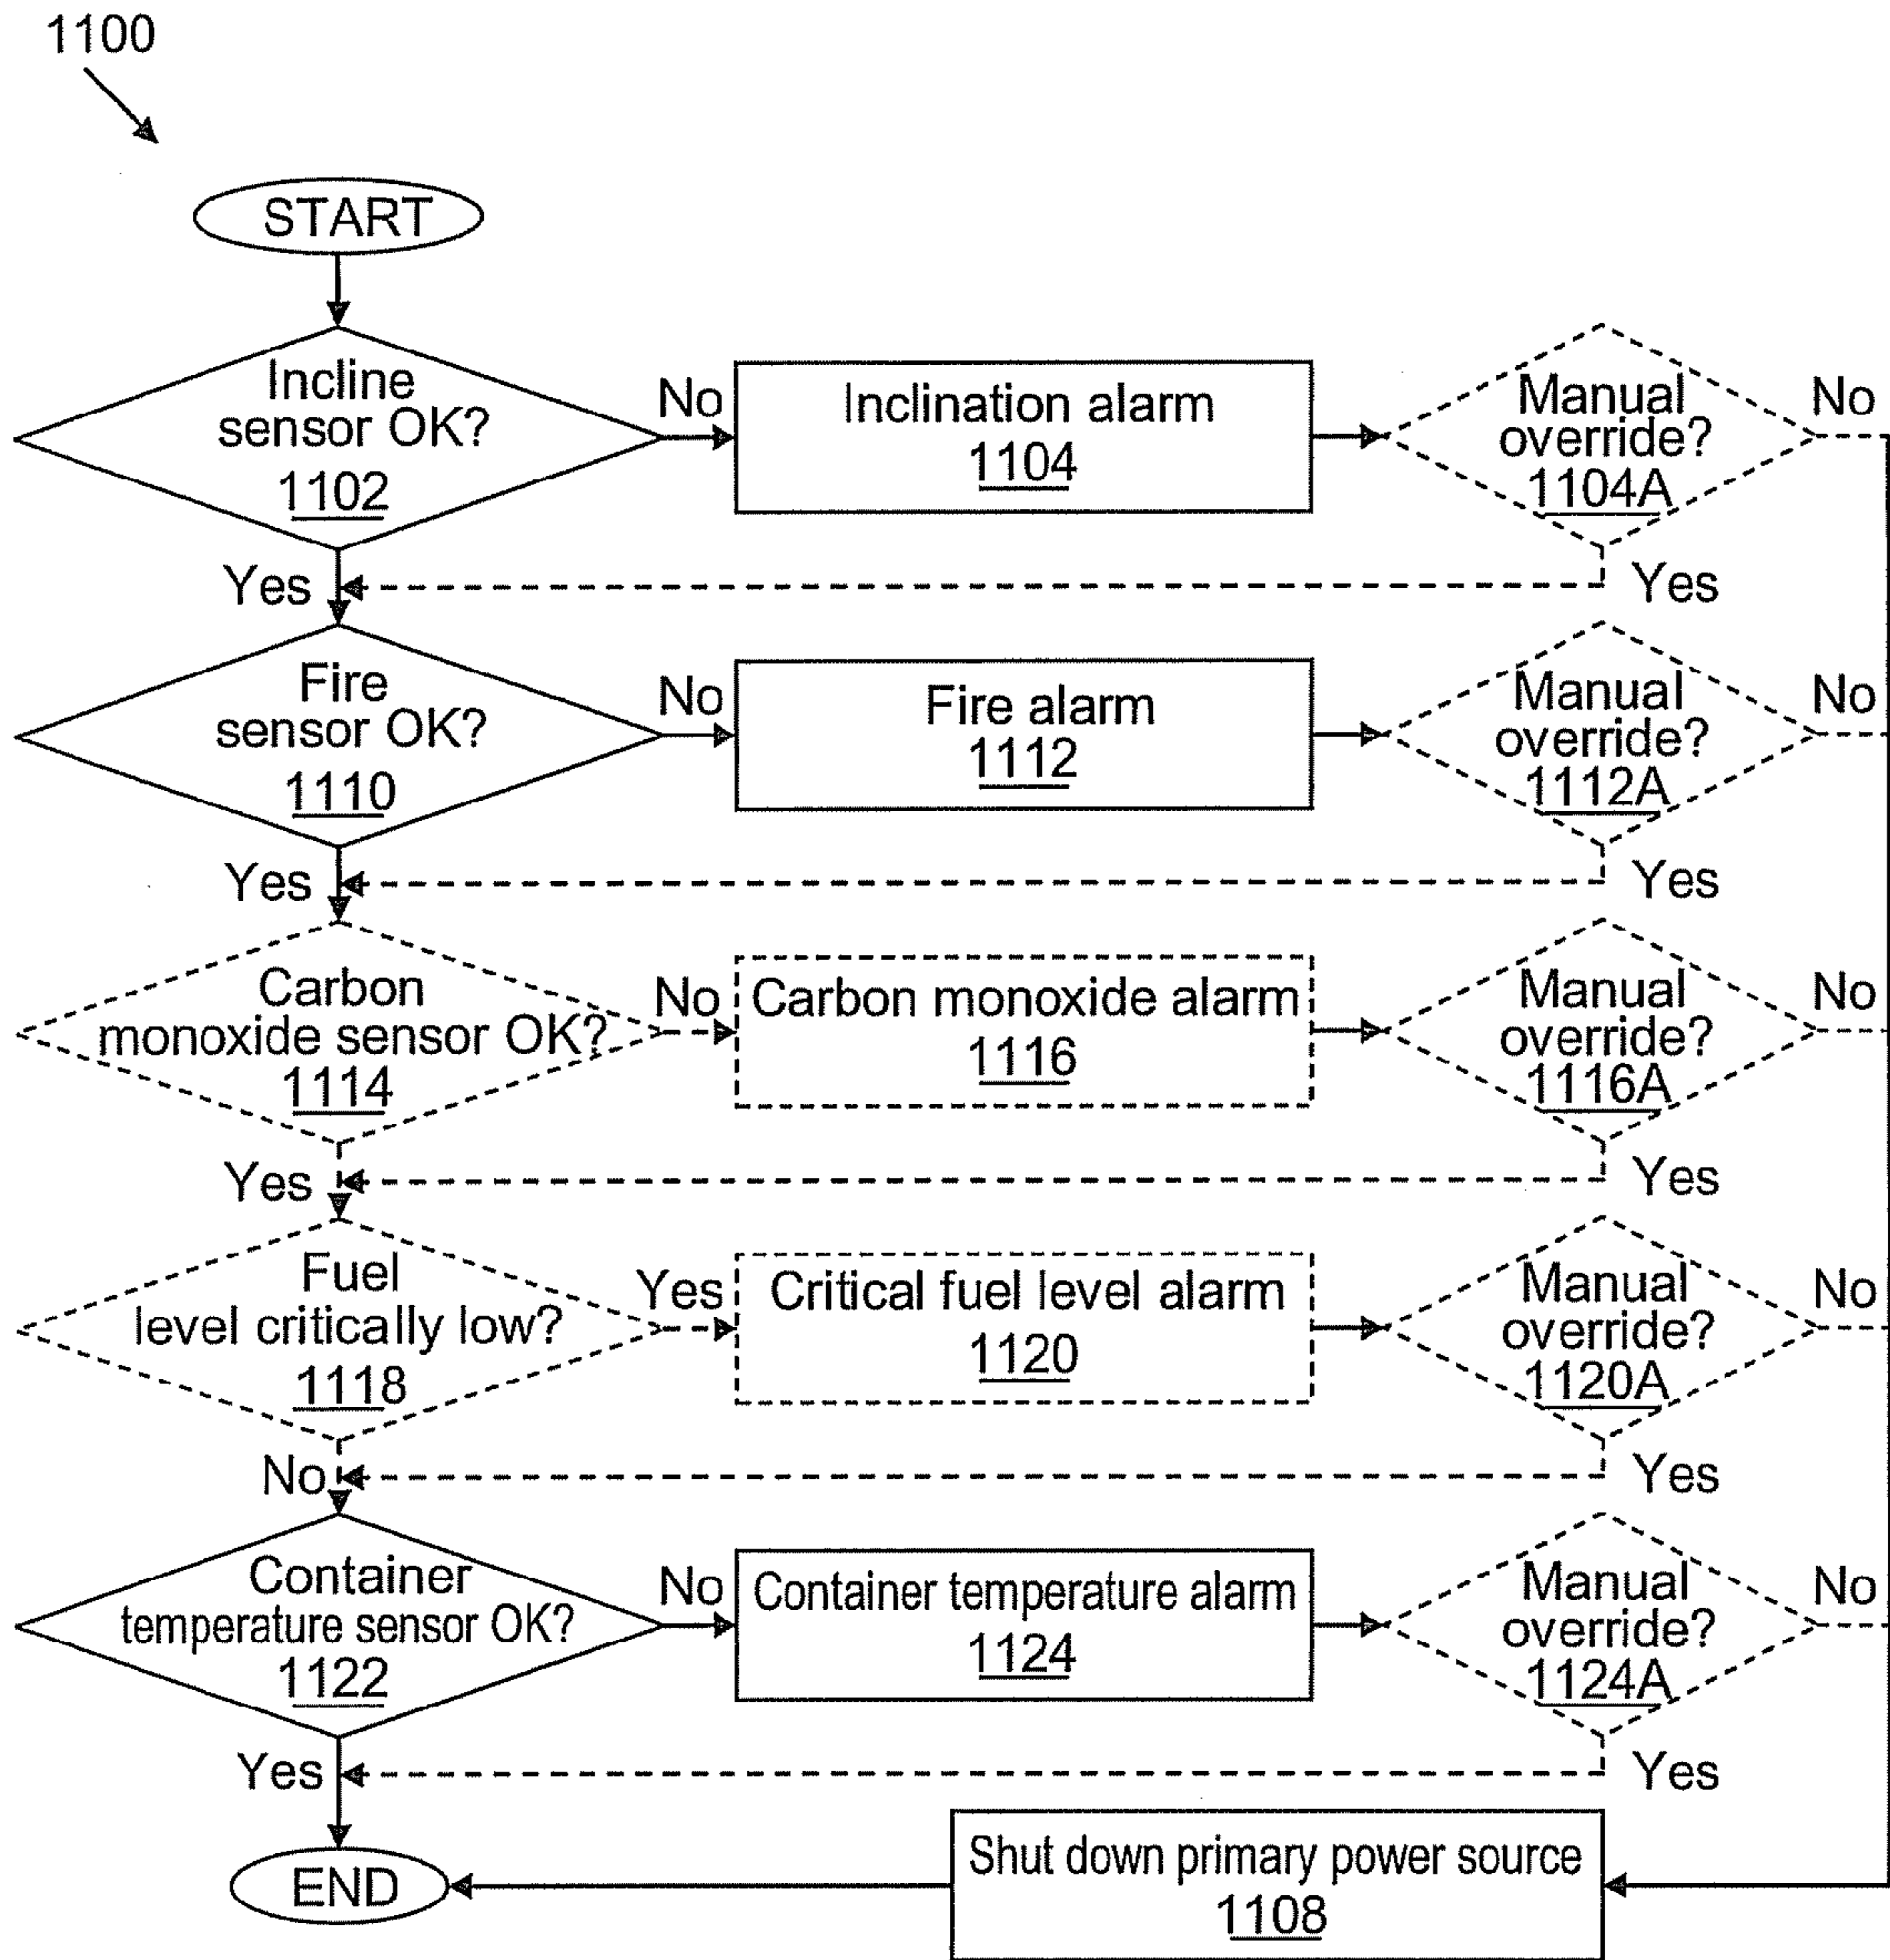 1100
START
Incline
sensor OK?
1102
No
Inclination alarm
1104
Manual
override?
1104A
No
Yes
Yes
Fire
sensor OK?
1110
No
Fire alarm
1112
Manual
override?
1112A
No
Yes
Yes
Carbon
monoxide sensor OK?
1114
No
Carbon monoxide alarm
1116
Manual
override?
1116A
No
Yes
Yes
Fuel
level critically low?
1118
Yes
Critical fuel level alarm
1120
Manual
override?
1120A
No
No
Yes
Container
temperature sensor OK?
1122
No
Container temperature alarm
1124
Manual
override?
1124A
No
Yes
Yes
END
Shut down primary power source
1108